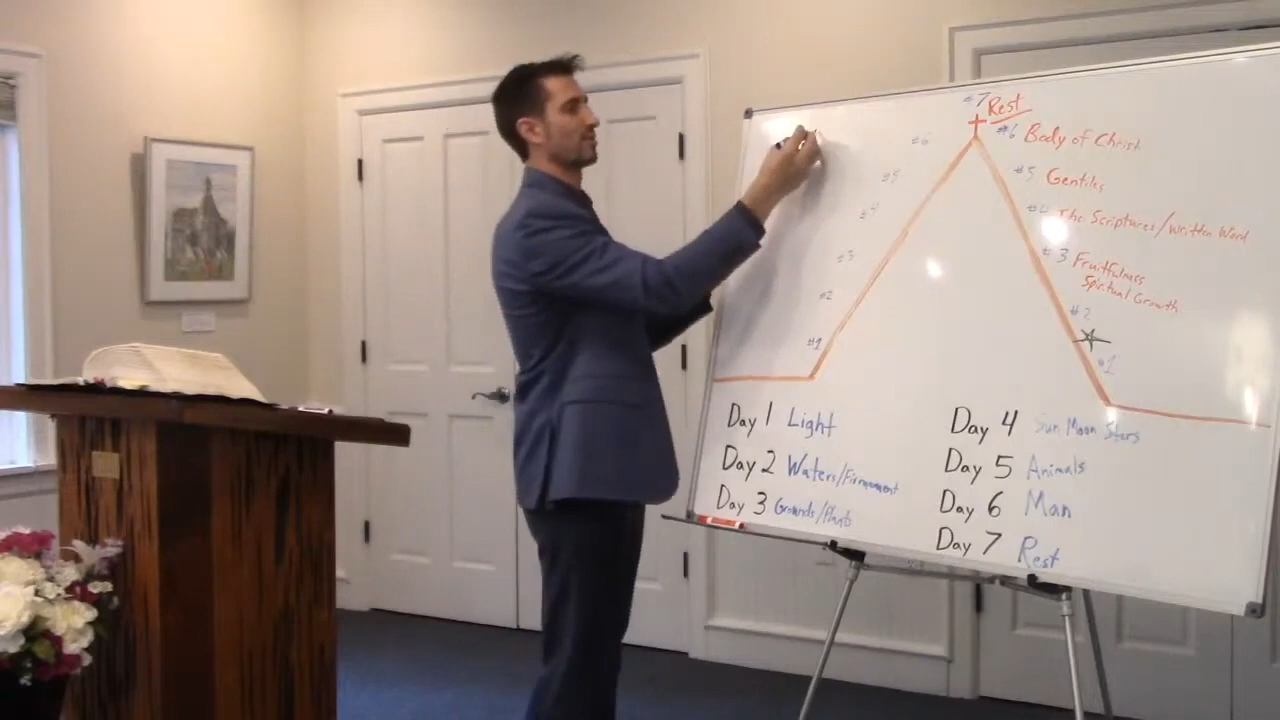 #7 Rest
#6
#6 Body of Christ
#5
#5 Gentiles
#4
#4 The Scriptures/Written Word
#3
#3 Fruitfulness
Spiritual Growth
#2
#2
#1
#1
Day 1 Light
Day 2 Waters/Firmament
Day 3 Grounds/Plants
Day 4 Sun Moon Stars
Day 5 Animals
Day 6 Man
Day 7 Rest